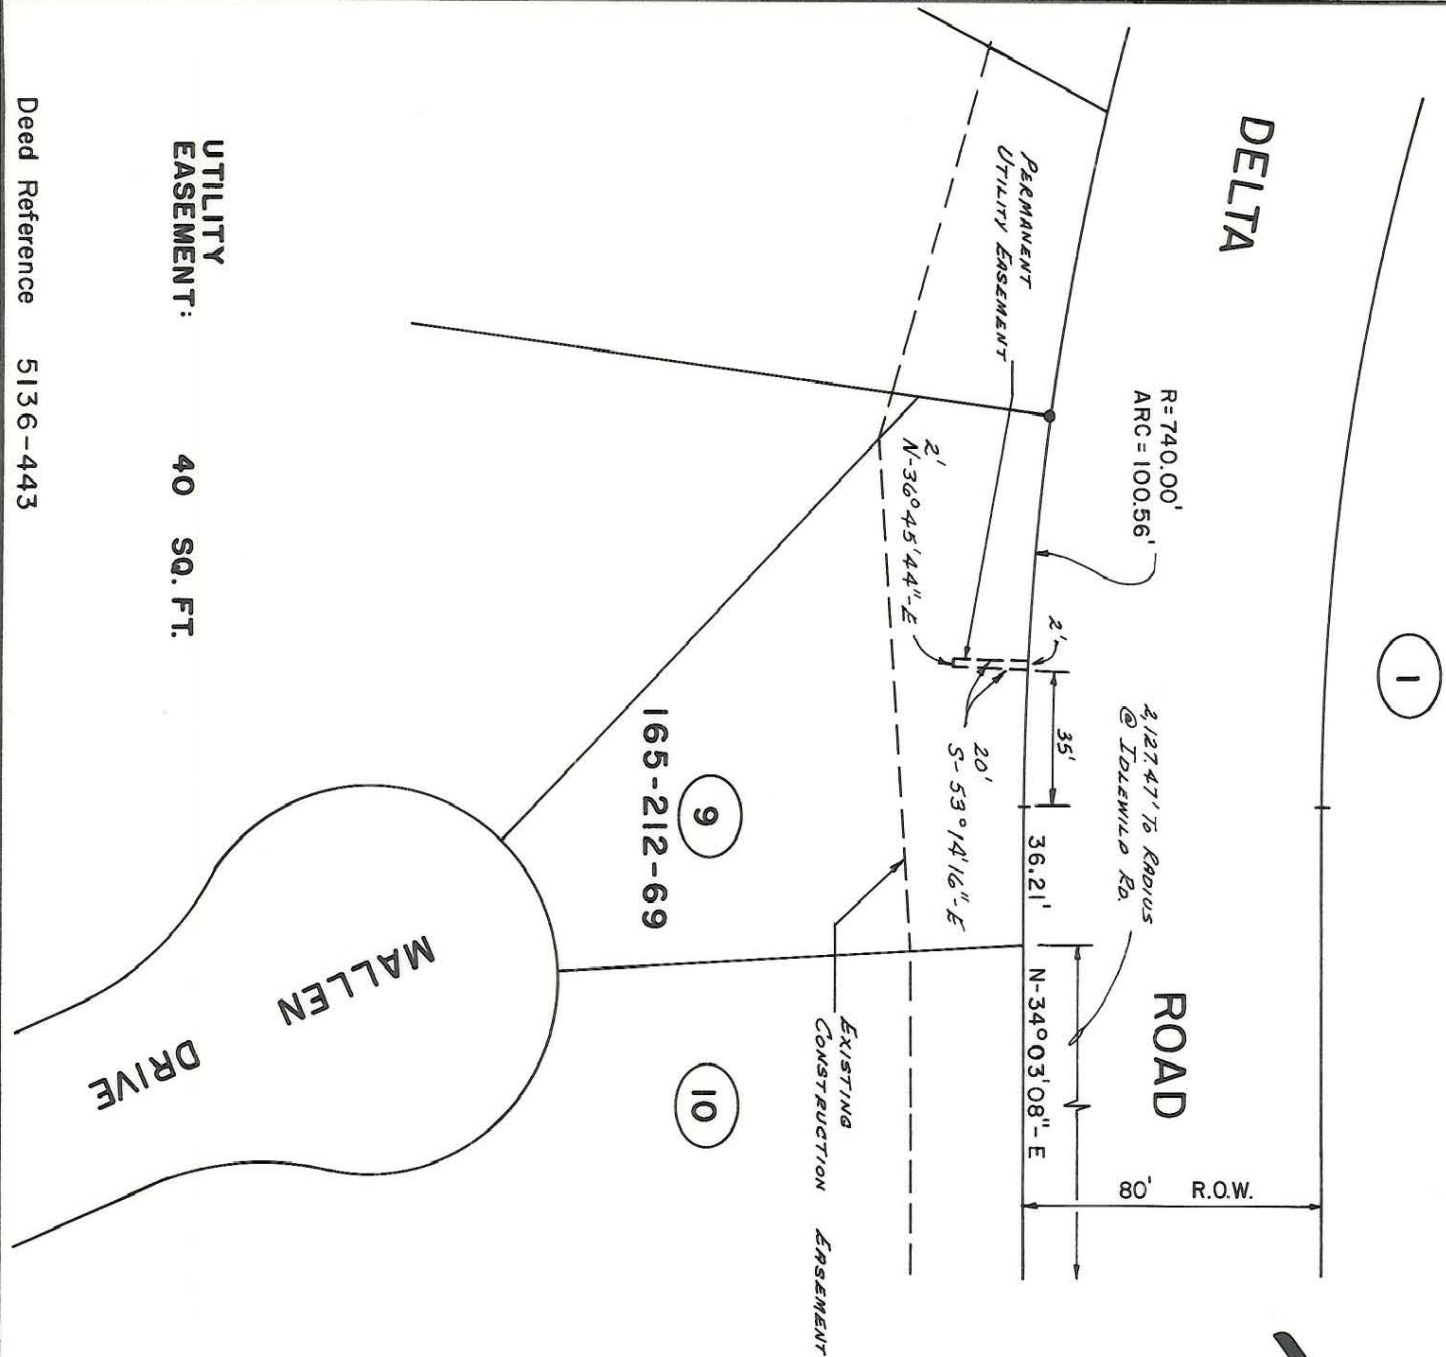 DELTA
ROAD
1
R=740.00'
ARC=100.56'
2,127.47' TO RADIUS
@ IDLEWILD RD.
PERMANENT
UTILITY EASEMENT
2'
N-36°45'44"-E
2'
35'
20'
S-53°14'16"-E
36.21'
N-34°03'08"-E
80' R.O.W.
9
165-212-69
10
EXISTING
CONSTRUCTION EASEMENT
MALLEN
DRIVE
UTILITY
EASEMENT: 40 SQ. FT.
Deed Reference 5136-443